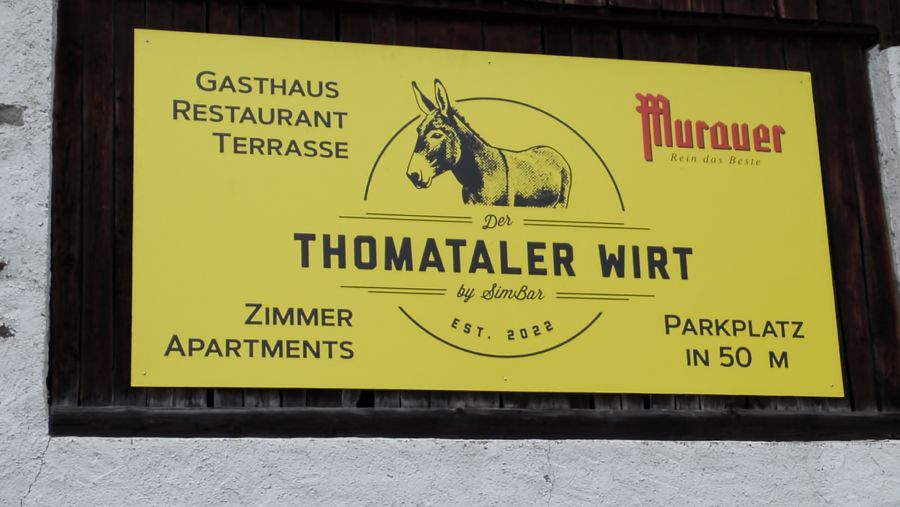 GASTHAUS
RESTAURANT
TERRASSE
Murauer
Rein das Beste
Der
THOMATALER WIRT
by SimBar
EST. 2022
ZIMMER
APARTMENTS
PARKPLATZ
IN 50 M